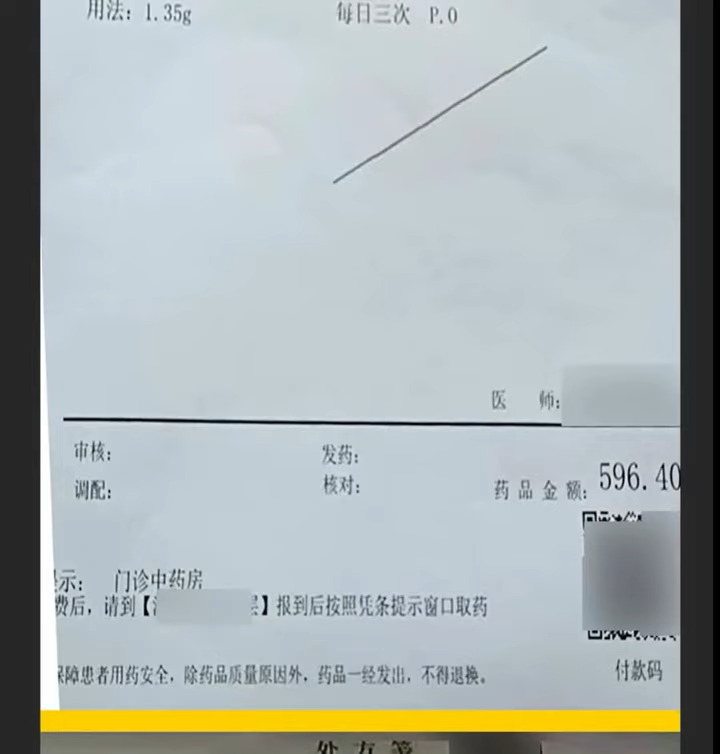 用法: 1.35g 每日三次 P.O
医 师:
审核: 发药:
调配: 核对: 药品金额: 596.40
示: 门诊中药房
费后, 请到【 层】报到后按照凭条提示窗口取药
保障患者用药安全, 除药品质量原因外, 药品一经发出, 不得退换。
付款码
处方笺